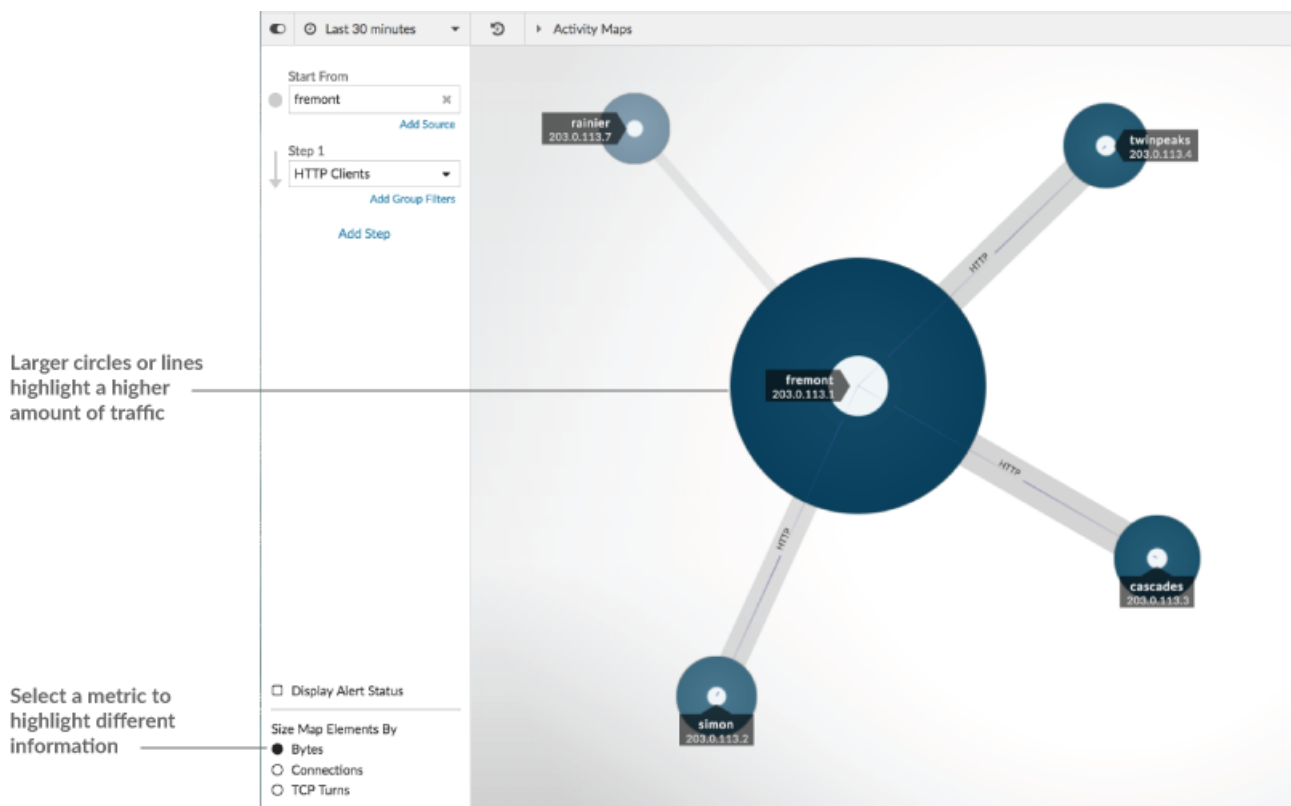 Last 30 minutes
Activity Maps
Start From
fremont
Add Source
Step 1
HTTP Clients
Add Group Filters
Add Step
Larger circles or lines
highlight a higher
amount of traffic
rainier
203.0.113.7
twinpeaks
203.0.113.4
HTTP
fremont
203.0.113.1
HTTP
HTTP
cascades
203.0.113.3
simon
203.0.113.2
Select a metric to
highlight different
information
Display Alert Status
Size Map Elements By
Bytes
Connections
TCP Turns